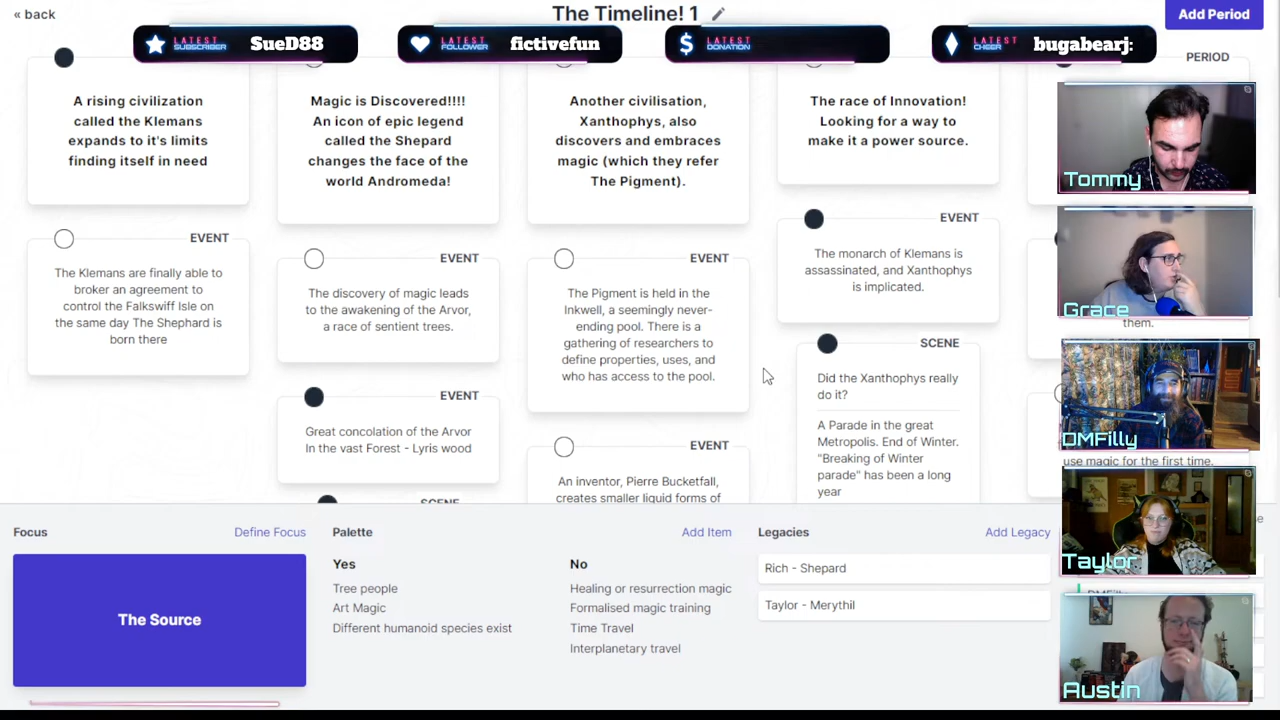 « back
The Timeline! 1
Add Period
LATEST
SUBSCRIBER
SueD88
LATEST
FOLLOWER
fictivefun
LATEST
DONATION
LATEST
CHEER
bugabearj:
PERIOD
A rising civilization
called the Klemans
expands to it's limits
finding itself in need
Magic is Discovered!!!!
An icon of epic legend
called the Shepard
changes the face of the
world Andromeda!
Another civilisation,
Xanthophys, also
discovers and embraces
magic (which they refer
The Pigment).
The race of Innovation!
Looking for a way to
make it a power source.
EVENT
The Klemans are finally able to
broker an agreement to
control the Falkswiff Isle on
the same day The Shephard is
born there
EVENT
The discovery of magic leads
to the awakening of the Arvor,
a race of sentient trees.
EVENT
Great concolation of the Arvor
In the vast Forest - Lyris wood
SCENE
EVENT
The Pigment is held in the
Inkwell, a seemingly never-
ending pool. There is a
gathering of researchers to
define properties, uses, and
who has access to the pool.
EVENT
An inventor, Pierre Bucketfall,
creates smaller liquid forms of
EVENT
The monarch of Klemans is
assassinated, and Xanthophys
is implicated.
SCENE
Did the Xanthophys really
do it?
A Parade in the great
Metropolis. End of Winter.
"Breaking of Winter
parade" has been a long
year
them.
use magic for the first time.
Tommy
Grace
DMFilly
Taylor
Austin
Focus
Define Focus
The Source
Palette
Add Item
Yes
Tree people
Art Magic
Different humanoid species exist
No
Healing or resurrection magic
Formalised magic training
Time Travel
Interplanetary travel
Legacies
Add Legacy
Rich - Shepard
Taylor - Merythil